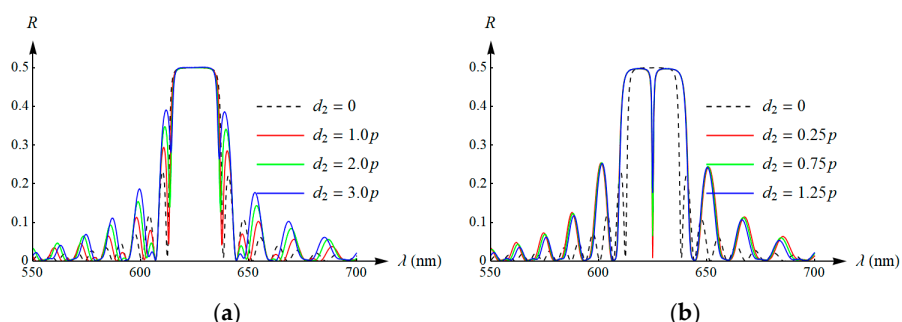 R
0.5
0.4
0.3
0.2
0.1
0
550
600
650
700
λ (nm)
d₂ = 0
d₂ = 1.0p
d₂ = 2.0p
d₂ = 3.0p
(a)
R
0.5
0.4
0.3
0.2
0.1
0
550
600
650
700
λ (nm)
d₂ = 0
d₂ = 0.25p
d₂ = 0.75p
d₂ = 1.25p
(b)